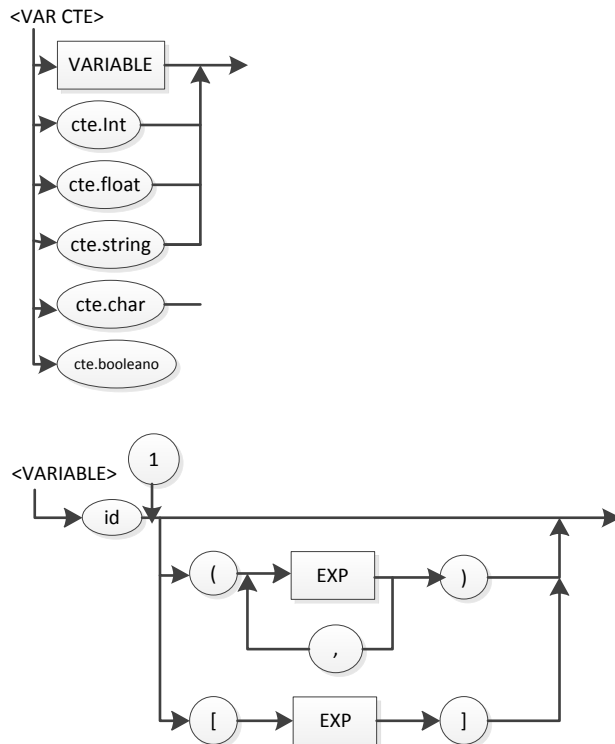 <VAR CTE>
VARIABLE
cte.Int
cte.float
cte.string
cte.char
cte.booleano
1
<VARIABLE>
id
( EXP )
,
[ EXP ]